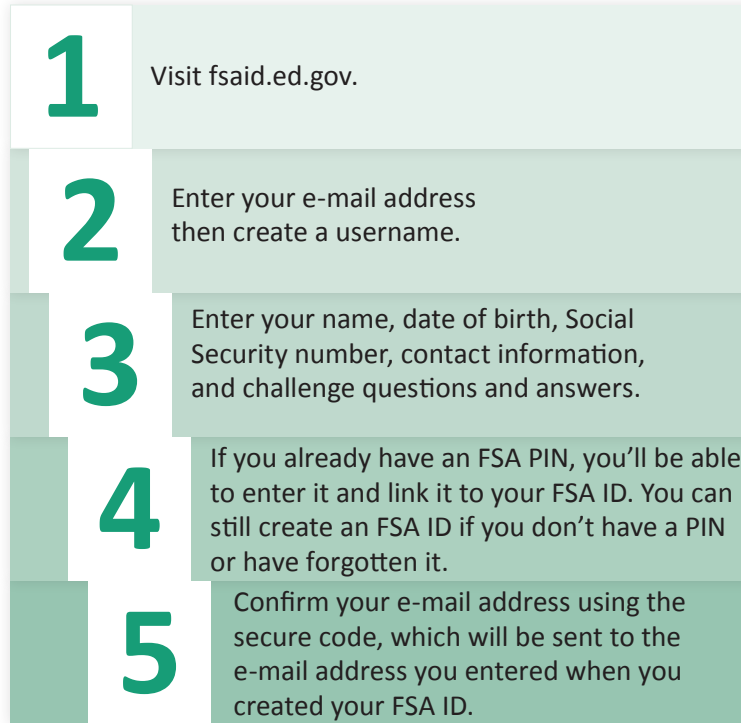 1
Visit fsaid.ed.gov.
2
Enter your e-mail address
then create a username.
3
Enter your name, date of birth, Social
Security number, contact information,
and challenge questions and answers.
4
If you already have an FSA PIN, you’ll be able
to enter it and link it to your FSA ID. You can
still create an FSA ID if you don’t have a PIN
or have forgotten it.
5
Confirm your e-mail address using the
secure code, which will be sent to the
e-mail address you entered when you
created your FSA ID.